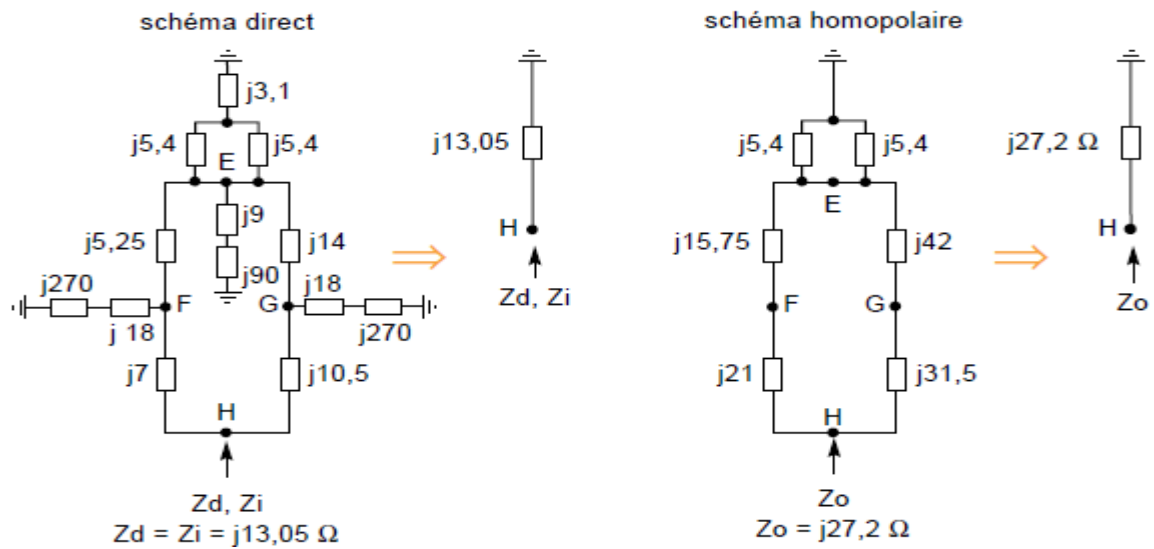 schéma direct
j3,1
j5,4
j5,4
E
j9
j5,25
j14
j90
j270
j18
F
G
j 18
j270
j7
j10,5
H
Zd, Zi
Zd = Zi = j13,05 Ω
j13,05
H
Zd, Zi
schéma homopolaire
j5,4
j5,4
E
j15,75
j42
F
G
j21
j31,5
H
Zo
Zo = j27,2 Ω
j27,2 Ω
H
Zo